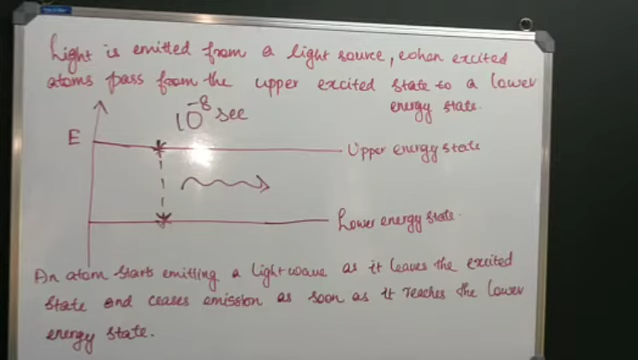 Light is emitted from a light source, when excited
atoms pass from the upper excited state to a lower
energy state.
10⁻⁸ sec
E
Upper energy state
Lower energy state.
An atom starts emitting a light wave as it leaves the excited
state and ceases emission as soon as it reaches the lower
energy state.